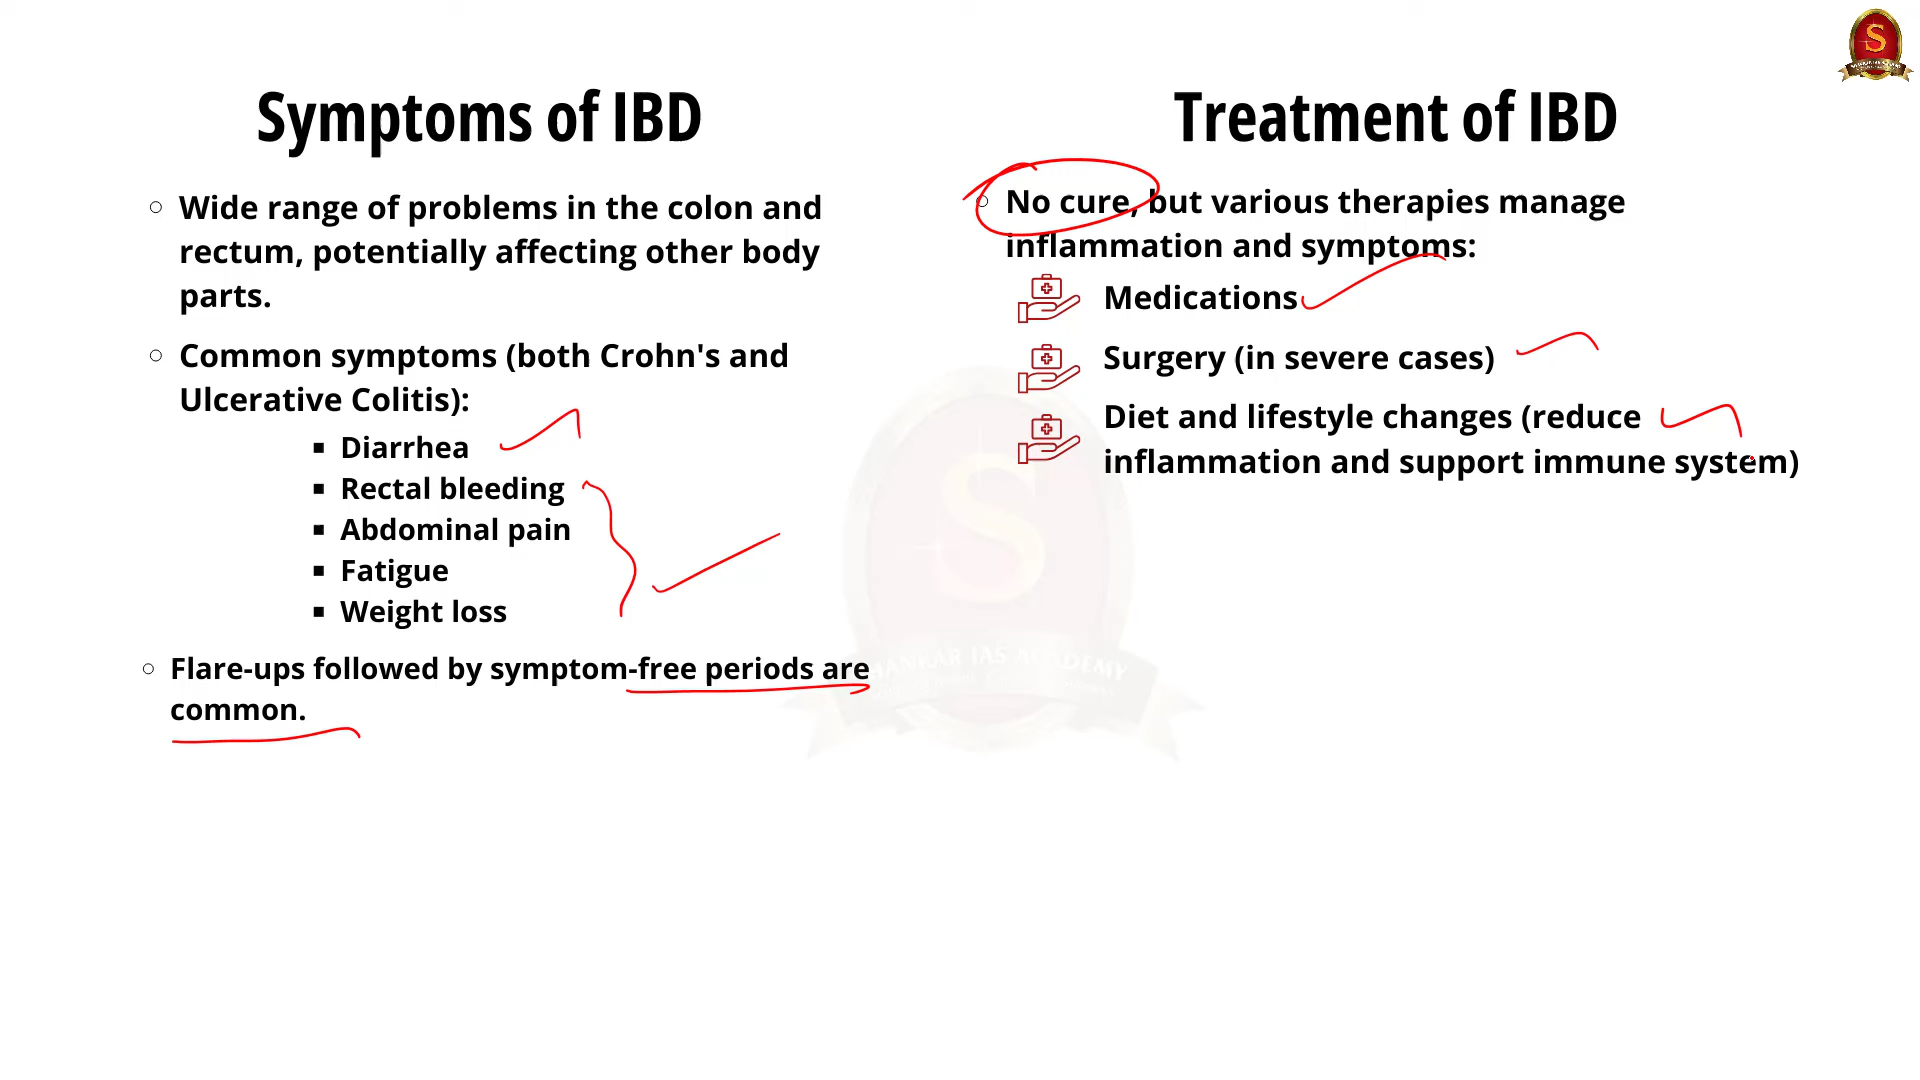 Symptoms of IBD
Wide range of problems in the colon and
rectum, potentially affecting other body
parts.
Common symptoms (both Crohn's and
Ulcerative Colitis):
Diarrhea
Rectal bleeding
Abdominal pain
Fatigue
Weight loss
Flare-ups followed by symptom-free periods are
common.
Treatment of IBD
No cure, but various therapies manage
inflammation and symptoms:
Medications
Surgery (in severe cases)
Diet and lifestyle changes (reduce
inflammation and support immune system)
S
S
SHANKAR IAS ACADEMY